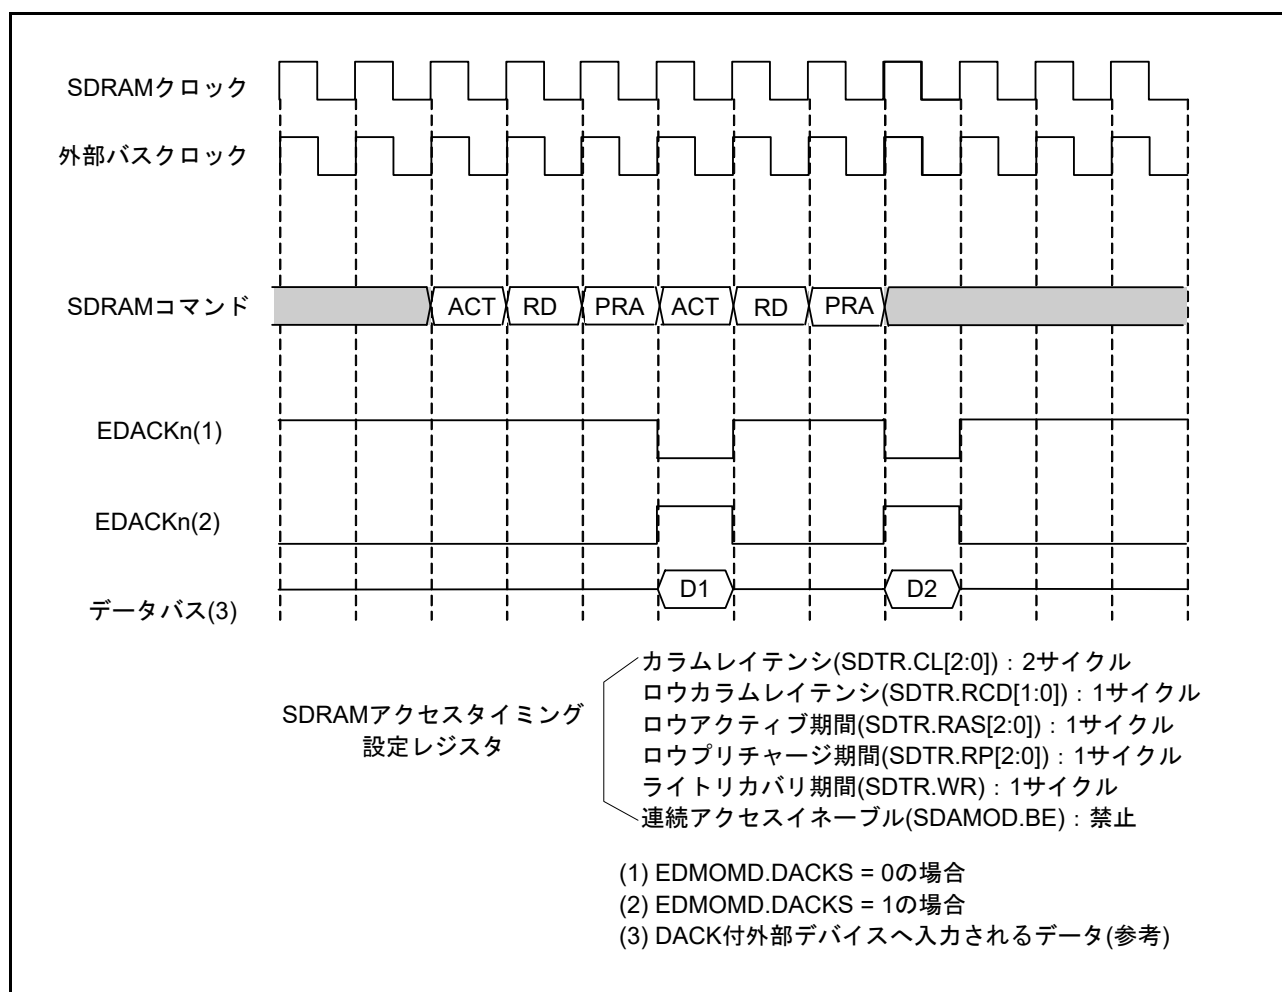 SDRAMクロック
外部バスクロック
SDRAMコマンド
ACT RD PRA ACT RD PRA
EDACKn(1)
EDACKn(2)
データバス(3)
D1 D2
SDRAMアクセスタイミング
設定レジスタ
カラムレイテンシ(SDTR.CL[2:0]):2サイクル
ロウカラムレイテンシ(SDTR.RCD[1:0]):1サイクル
ロウアクティブ期間(SDTR.RAS[2:0]):1サイクル
ロウプリチャージ期間(SDTR.RP[2:0]):1サイクル
ライトリカバリ期間(SDTR.WR):1サイクル
連続アクセスイネーブル(SDAMOD.BE):禁止
(1) EDMOMD.DACKS = 0の場合
(2) EDMOMD.DACKS = 1の場合
(3) DACK付外部デバイスへ入力されるデータ(参考)